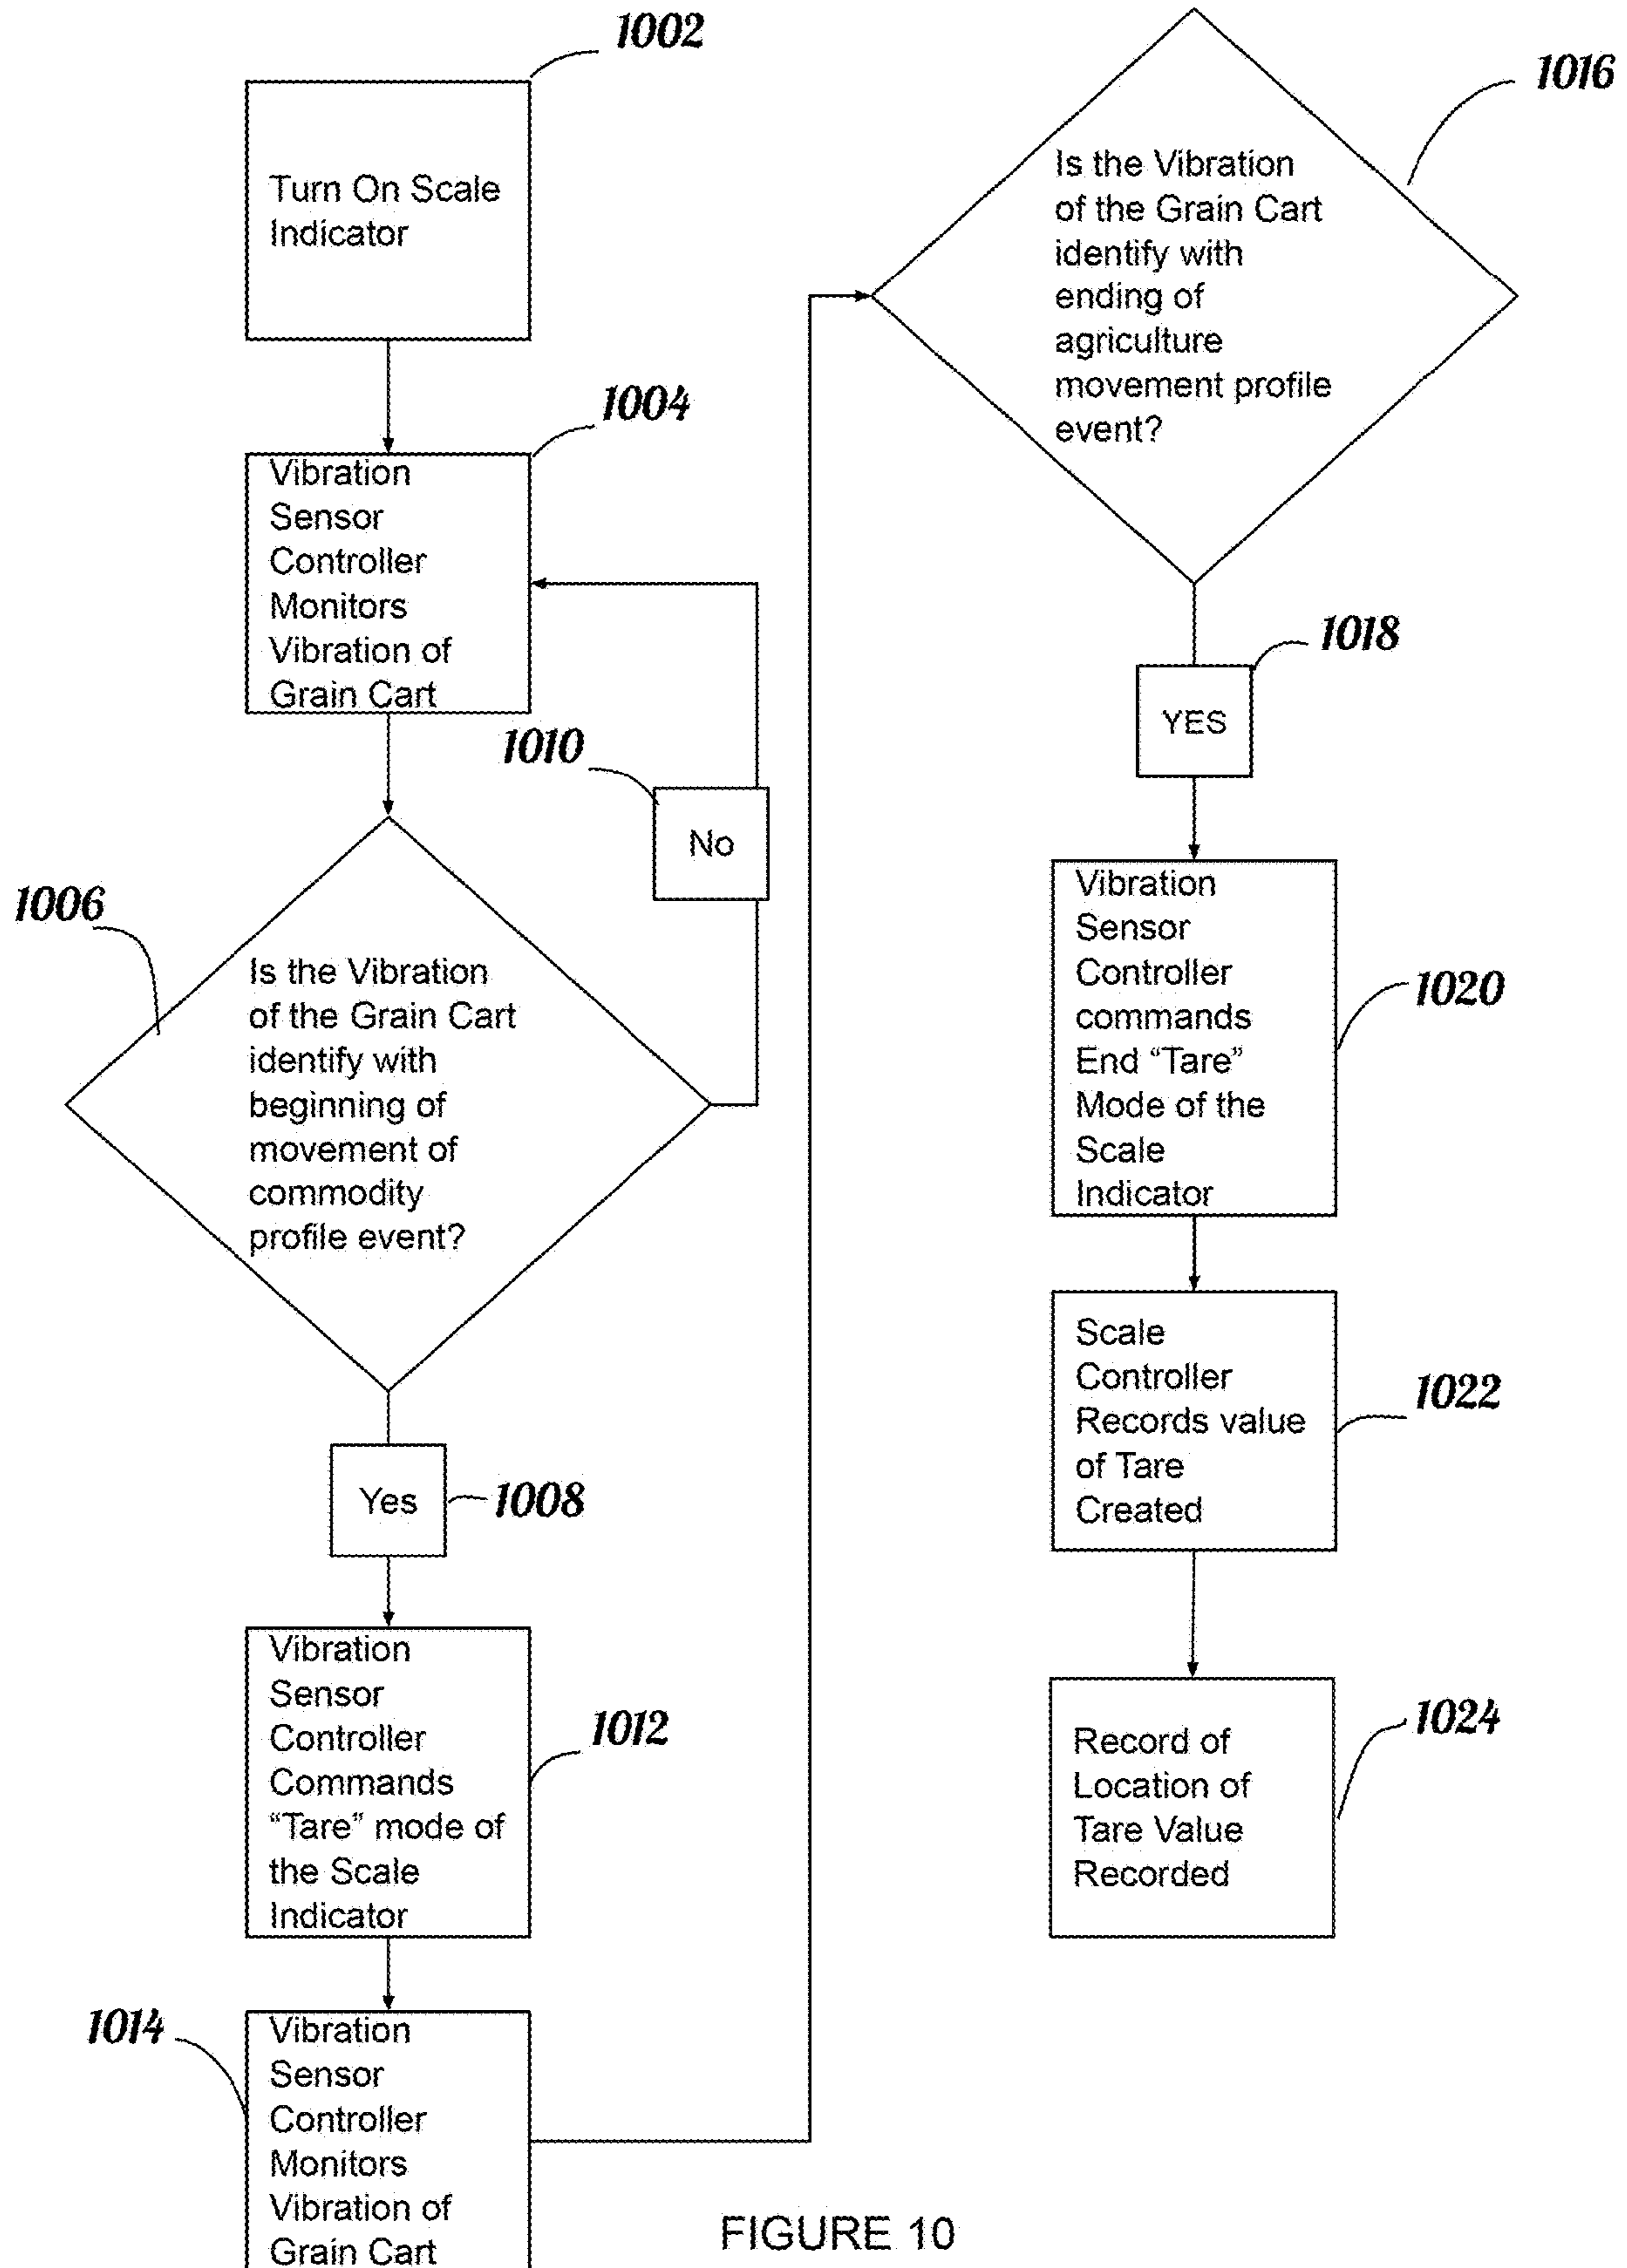 1002
Turn On Scale
Indicator
1004
Vibration
Sensor
Controller
Monitors
Vibration of
Grain Cart
1010
No
1006
Is the Vibration
of the Grain Cart
identify with
beginning of
movement of
commodity
profile event?
Yes
1008
Vibration
Sensor
Controller
Commands
“Tare” mode of
the Scale
Indicator
1012
1014
Vibration
Sensor
Controller
Monitors
Vibration of
Grain Cart
1016
Is the Vibration
of the Grain Cart
identify with
ending of
agriculture
movement profile
event?
1018
YES
Vibration
Sensor
Controller
commands
End “Tare”
Mode of the
Scale
Indicator
1020
Scale
Controller
Records value
of Tare
Created
1022
Record of
Location of
Tare Value
Recorded
1024
FIGURE 10